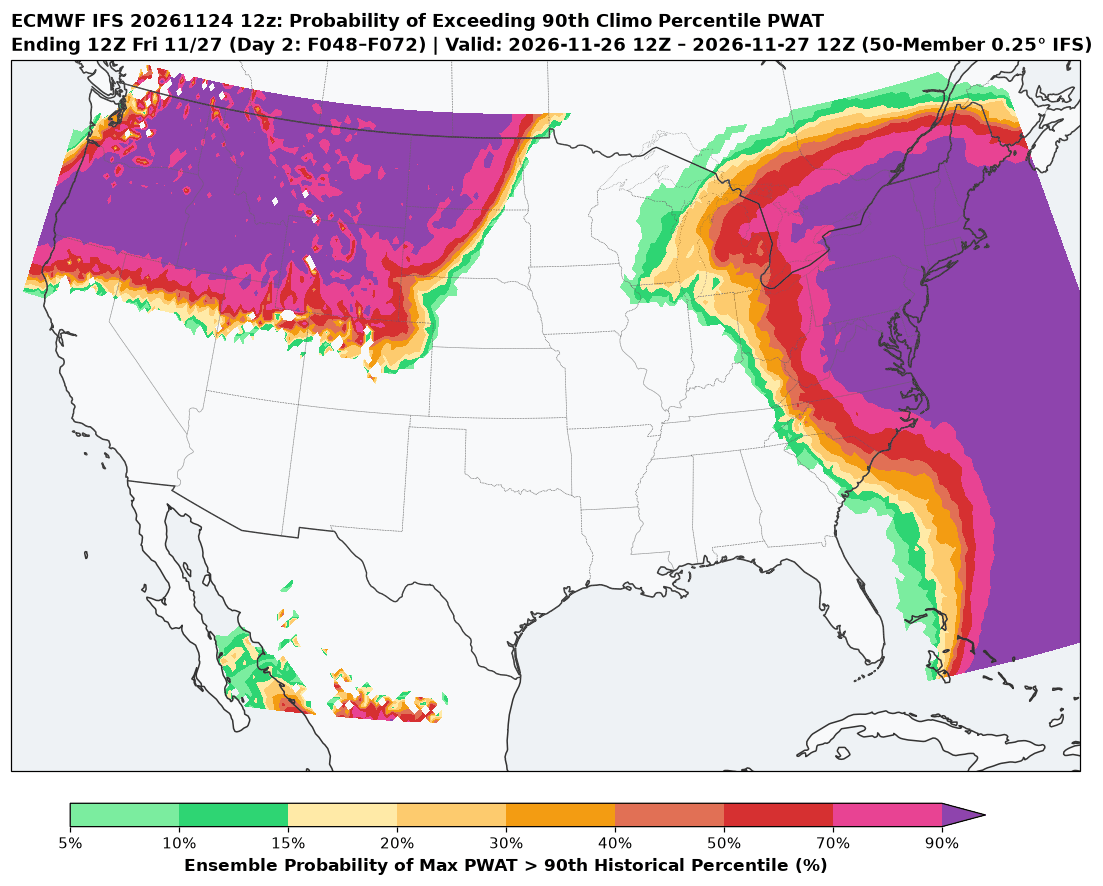 ECMWF IFS 20261124 12z: Probability of Exceeding 90th Climo Percentile PWAT
Ending 12Z Fri 11/27 (Day 2: F048–F072) | Valid: 2026-11-26 12Z – 2026-11-27 12Z (50-Member 0.25° IFS)
5% 10% 15% 20% 30% 40% 50% 70% 90%
Ensemble Probability of Max PWAT > 90th Historical Percentile (%)